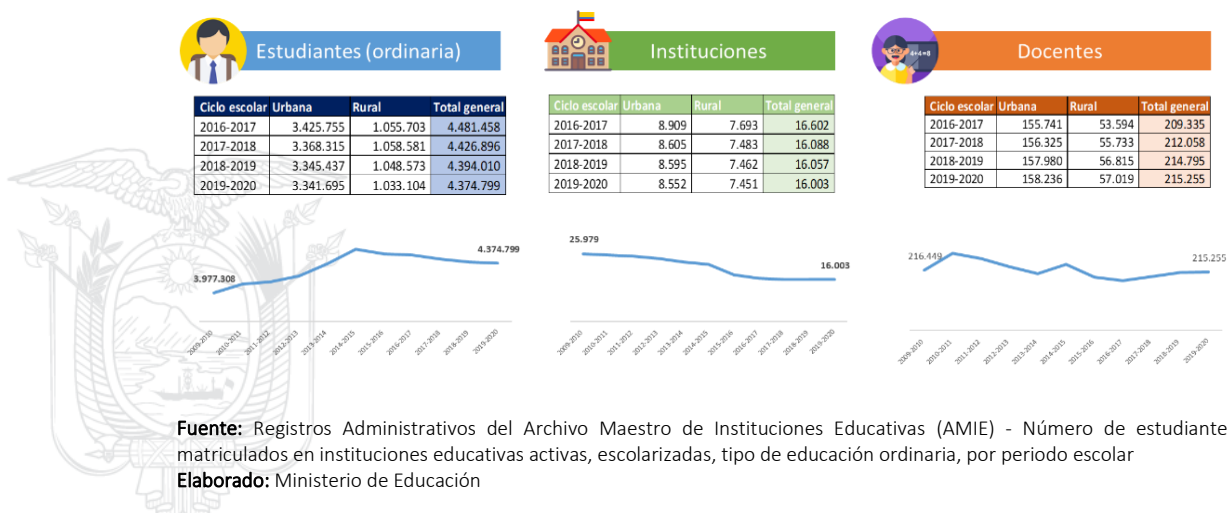 Estudiantes (ordinaria)
Ciclo escolar Urbana Rural Total general
2016-2017 3.425.755 1.055.703 4.481.458
2017-2018 3.368.315 1.058.581 4.426.896
2018-2019 3.345.437 1.048.573 4.394.010
2019-2020 3.341.695 1.033.104 4.374.799
3.977.308
4.374.799
2009-2010 2010-2011 2011-2012 2012-2013 2013-2014 2014-2015 2015-2016 2016-2017 2017-2018 2018-2019 2019-2020
Instituciones
Ciclo escolar Urbana Rural Total general
2016-2017 8.909 7.693 16.602
2017-2018 8.605 7.483 16.088
2018-2019 8.595 7.462 16.057
2019-2020 8.552 7.451 16.003
25.979
16.003
2009-2010 2010-2011 2011-2012 2012-2013 2013-2014 2014-2015 2015-2016 2016-2017 2017-2018 2018-2019 2019-2020
4+4=8
Docentes
Ciclo escolar Urbana Rural Total general
2016-2017 155.741 53.594 209.335
2017-2018 156.325 55.733 212.058
2018-2019 157.980 56.815 214.795
2019-2020 158.236 57.019 215.255
216.449
215.255
2009-2010 2010-2011 2011-2012 2012-2013 2013-2014 2014-2015 2015-2016 2016-2017 2017-2018 2018-2019 2019-2020
Fuente: Registros Administrativos del Archivo Maestro de Instituciones Educativas (AMIE) - Número de estudiante
matriculados en instituciones educativas activas, escolarizadas, tipo de educación ordinaria, por periodo escolar
Elaborado: Ministerio de Educación